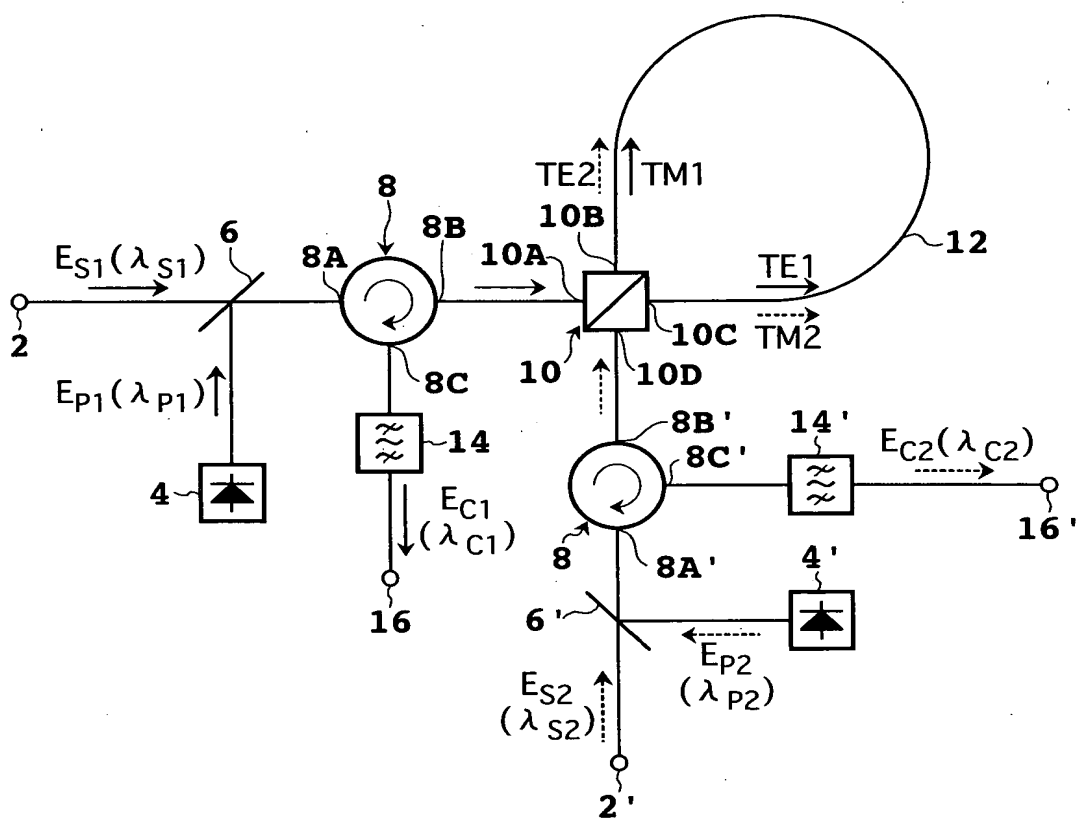 TE2
TM1
8
10B
6
8B
12
E_S1(λ_S1)
8A
10A
TE1
2
10C
TM2
10
10D
8C
E_P1(λ_P1)
8B'
14'
14
8C'
E_C2(λ_C2)
4
E_C1
(λ_C1)
16'
8
8A'
4'
16
6'
E_P2
(λ_P2)
E_S2
(λ_S2)
2'